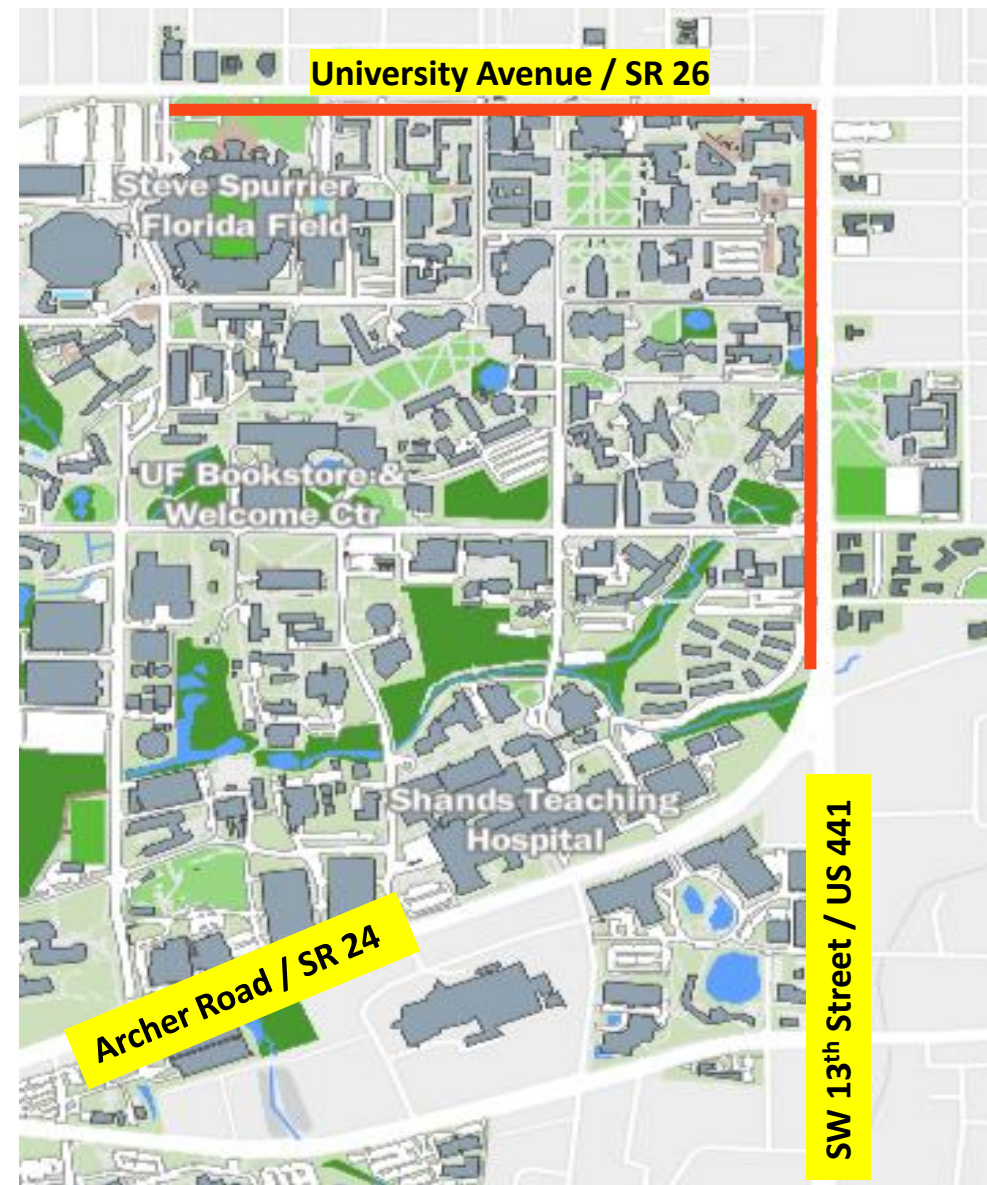 University Avenue / SR 26
Steve Spurrier
Florida Field
UF Bookstore &
Welcome Ctr
Shands Teaching
Hospital
Archer Road / SR 24
SW 13th Street / US 441